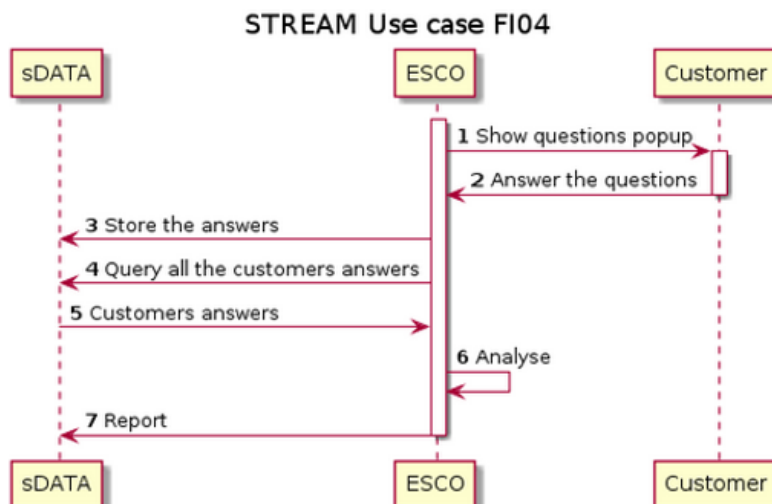 STREAM Use case FI04
sDATA ESCO Customer
1 Show questions popup
2 Answer the questions
3 Store the answers
4 Query all the customers answers
5 Customers answers
6 Analyse
7 Report
sDATA ESCO Customer